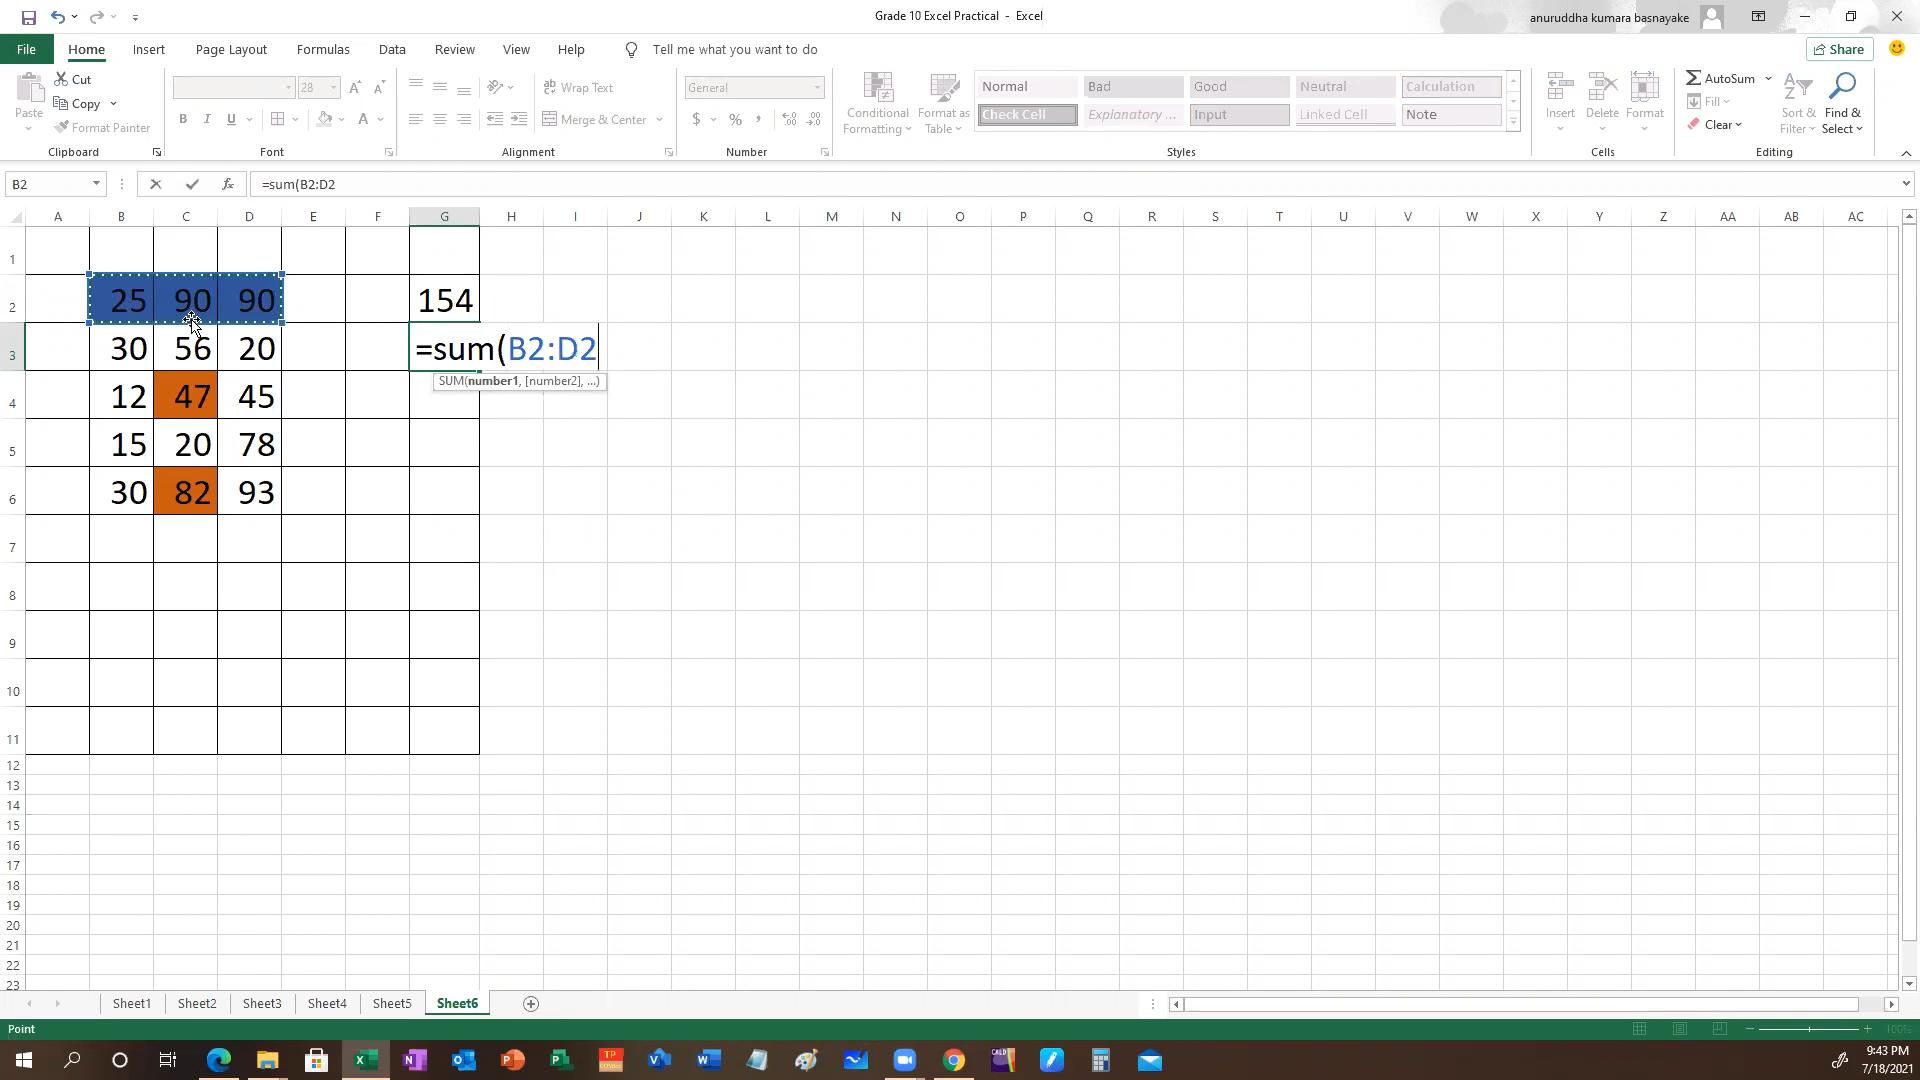 Grade 10 Excel Practical - Excel
anuruddha kumara basnayake
File Home Insert Page Layout Formulas Data Review View Help Tell me what you want to do Share
Paste
Cut
Copy
Format Painter
28
Wrap Text
Merge & Center
General
Conditional Formatting
Format as Table
Normal Bad Good Neutral Calculation
Check Cell Explanatory ... Input Linked Cell Note
Insert Delete Format
AutoSum
Fill
Clear
Sort & Filter
Find & Select
Clipboard Font Alignment Number Styles Cells Editing
B2 =sum(B2:D2
A B C D E F G H I J K L M N O P Q R S T U V W X Y Z AA AB AC
1
2 25 90 90 154
3 30 56 20 =sum(B2:D2
SUM(number1, [number2], ...)
4 12 47 45
5 15 20 78
6 30 82 93
7
8
9
10
11
12
13
14
15
16
17
18
19
20
21
22
23
Sheet1 Sheet2 Sheet3 Sheet4 Sheet5 Sheet6
Point
100%
9:43 PM
7/18/2021